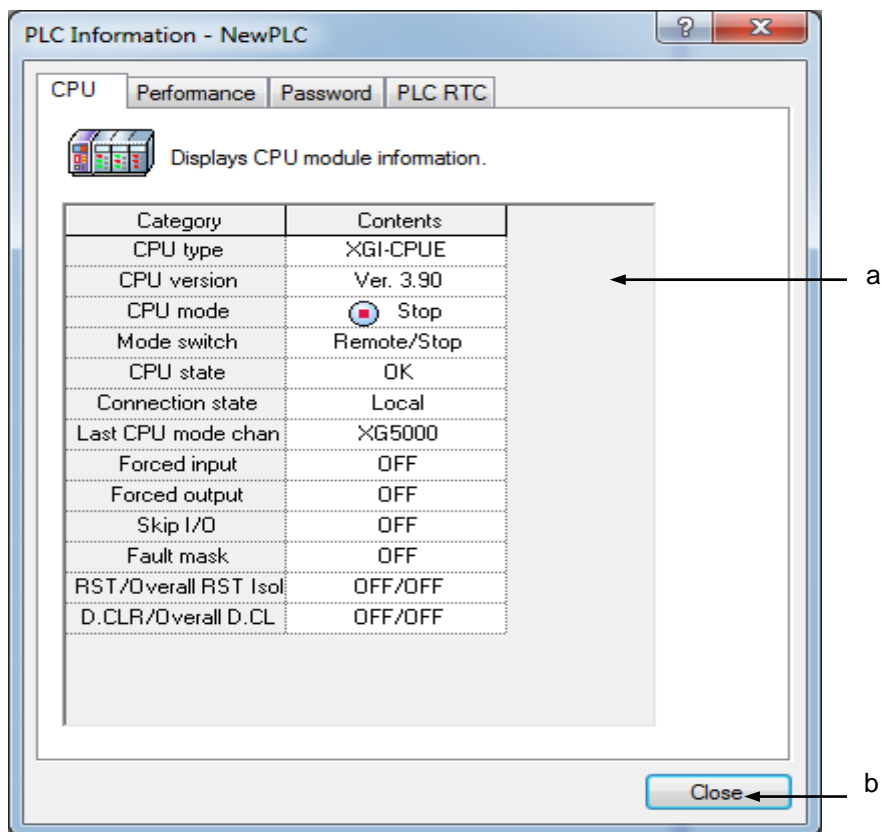 PLC Information - NewPLC
CPU Performance Password PLC RTC
Displays CPU module information.
Category Contents
CPU type XGI-CPUE
CPU version Ver. 3.90
a
CPU mode Stop
Mode switch Remote/Stop
CPU state OK
Connection state Local
Last CPU mode chan XG5000
Forced input OFF
Forced output OFF
Skip I/O OFF
Fault mask OFF
RST/Overall RST Isol OFF/OFF
D.CLR/Overall D.CL OFF/OFF
Close
b